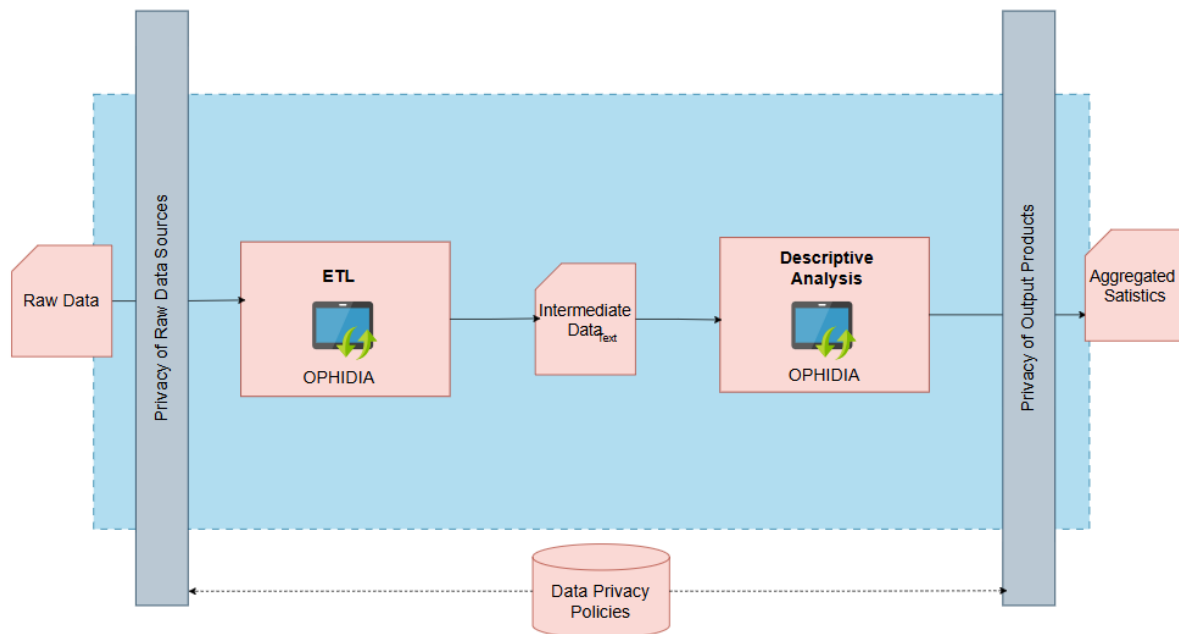 Privacy of Raw Data Sources
Privacy of Output Products
Raw Data
ETL
OPHIDIA
Intermediate
Data
Text
Descriptive
Analysis
OPHIDIA
Aggregated
Satistics
Data Privacy
Policies